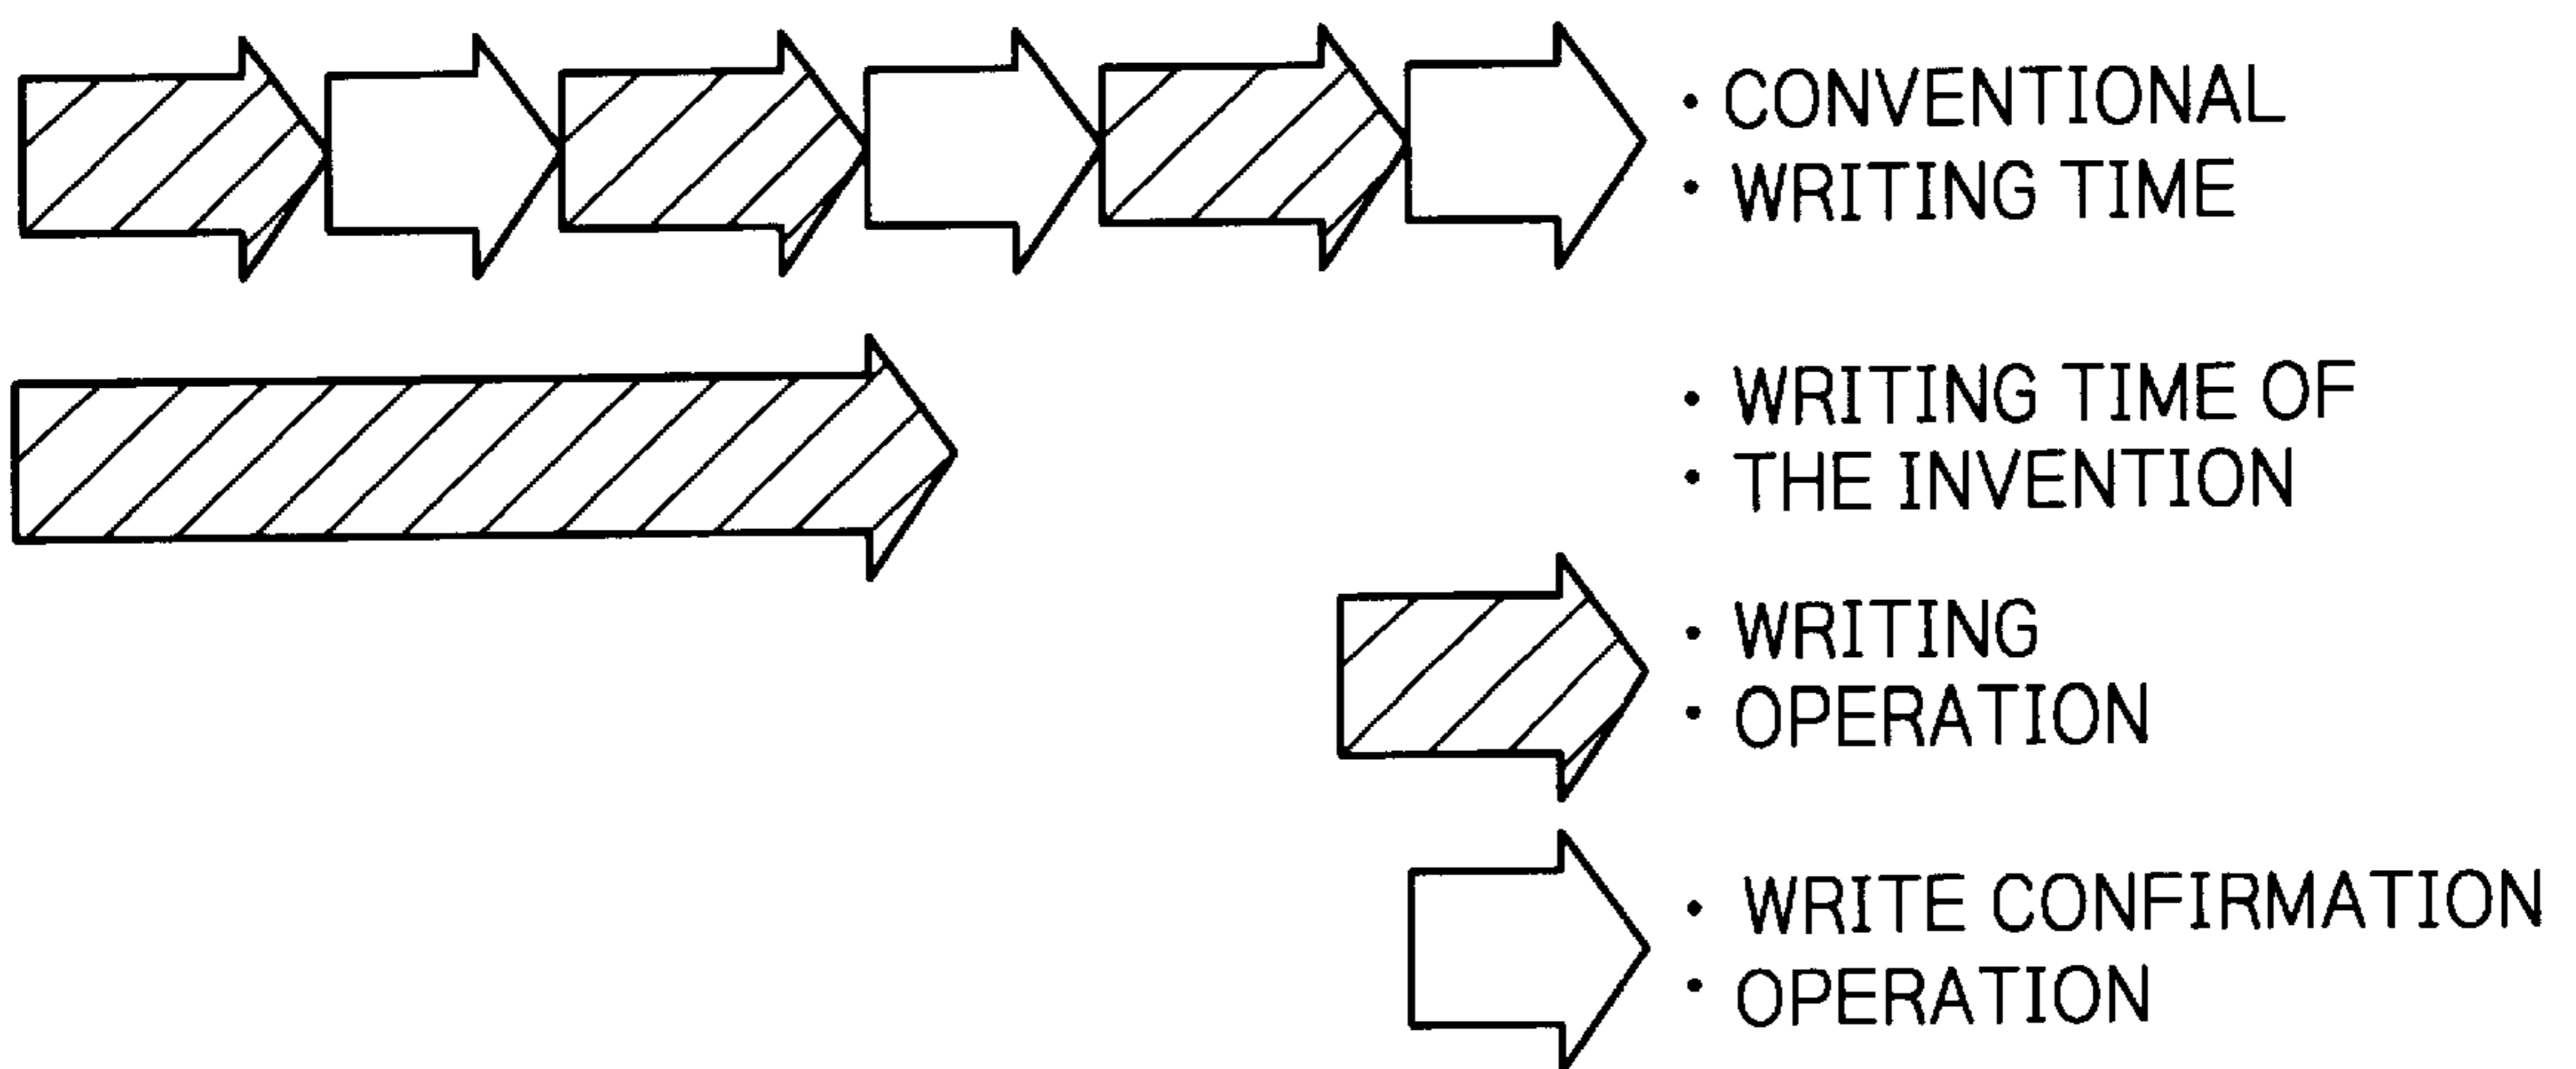 · CONVENTIONAL
· WRITING TIME
· WRITING TIME OF
· THE INVENTION
· WRITING
· OPERATION
· WRITE CONFIRMATION
· OPERATION